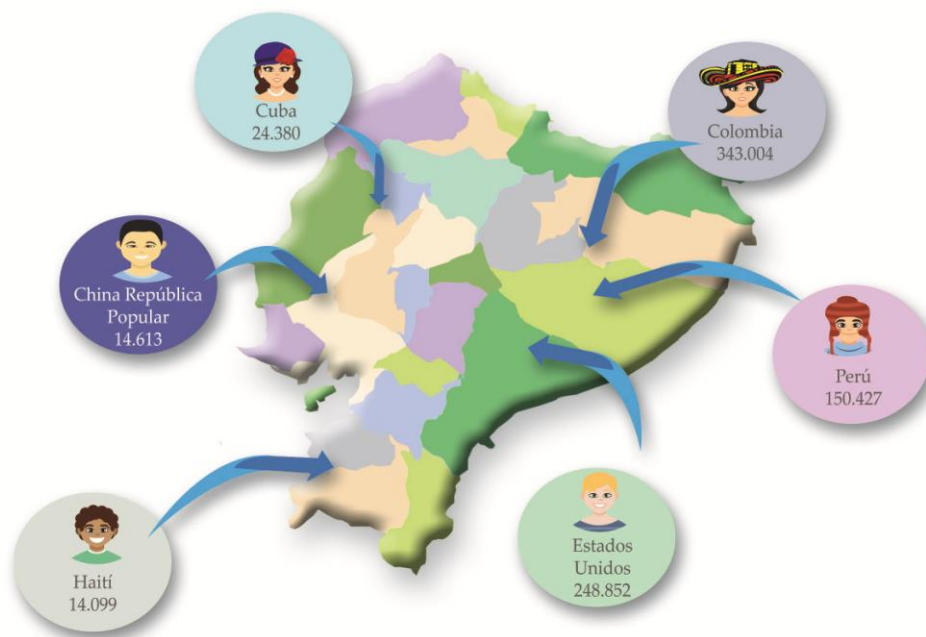 Cuba
24.380
Colombia
343.004
China República
Popular
14.613
Perú
150.427
Estados
Unidos
248.852
Haití
14.099